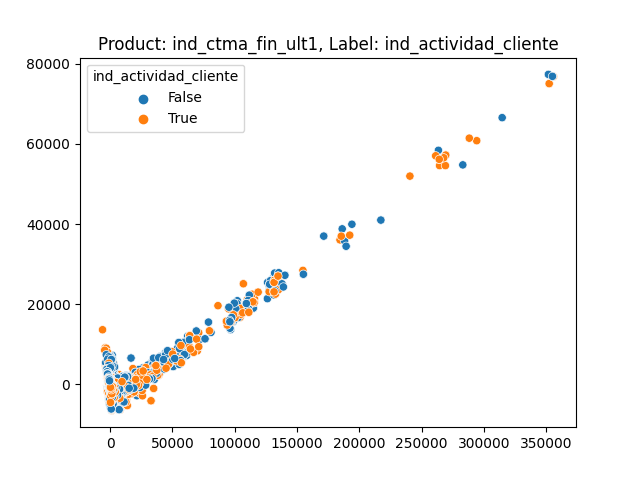 Product: ind_ctma_fin_ult1, Label: ind_actividad_cliente
80000
ind_actividad_cliente
False
True
60000
40000
20000
0
0 50000 100000 150000 200000 250000 300000 350000